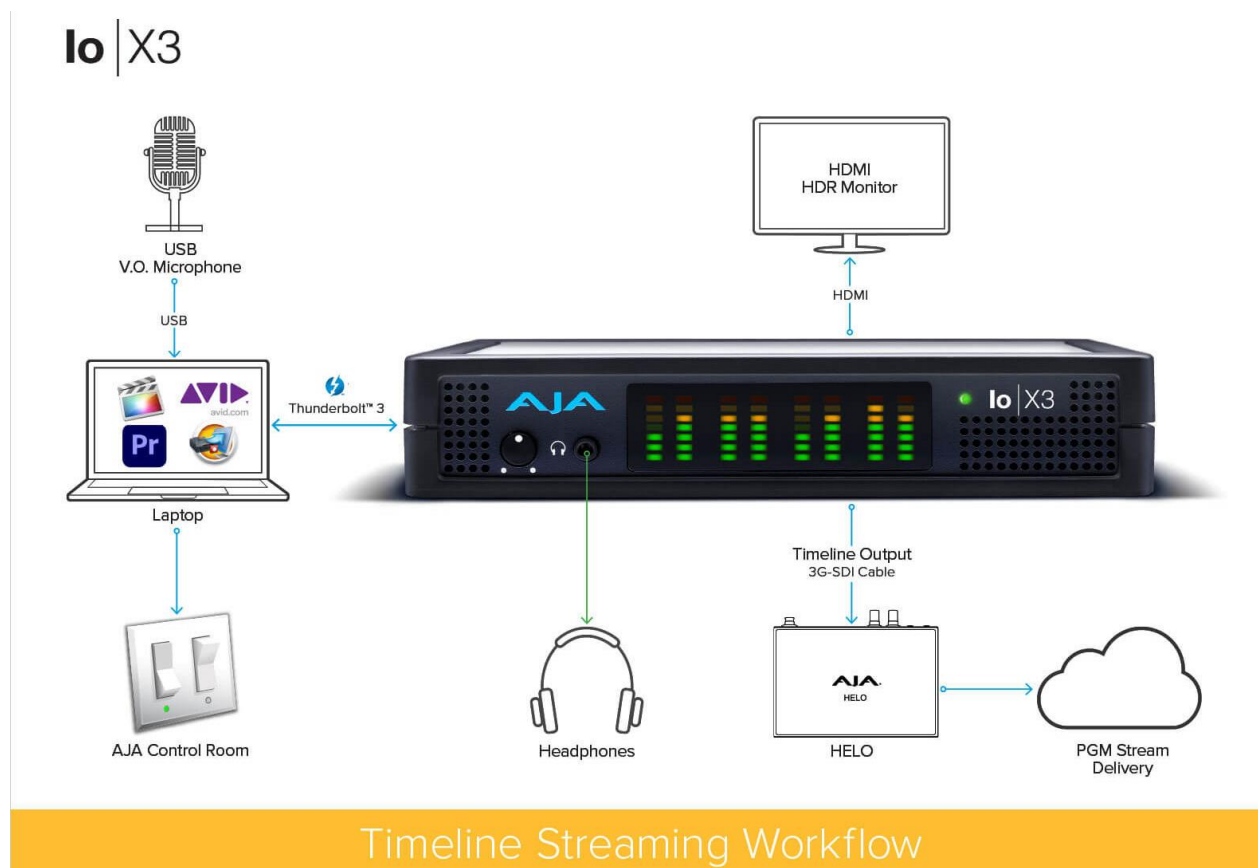 Io|X3
USB
V.O. Microphone
USB
HDMI
HDR Monitor
HDMI
AVID
avid.com
Pr
Thunderbolt™ 3
Laptop
AJA
Io|X3
Timeline Output
3G-SDI Cable
AJA Control Room
Headphones
AJA
HELO
HELO
PGM Stream
Delivery
Timeline Streaming Workflow